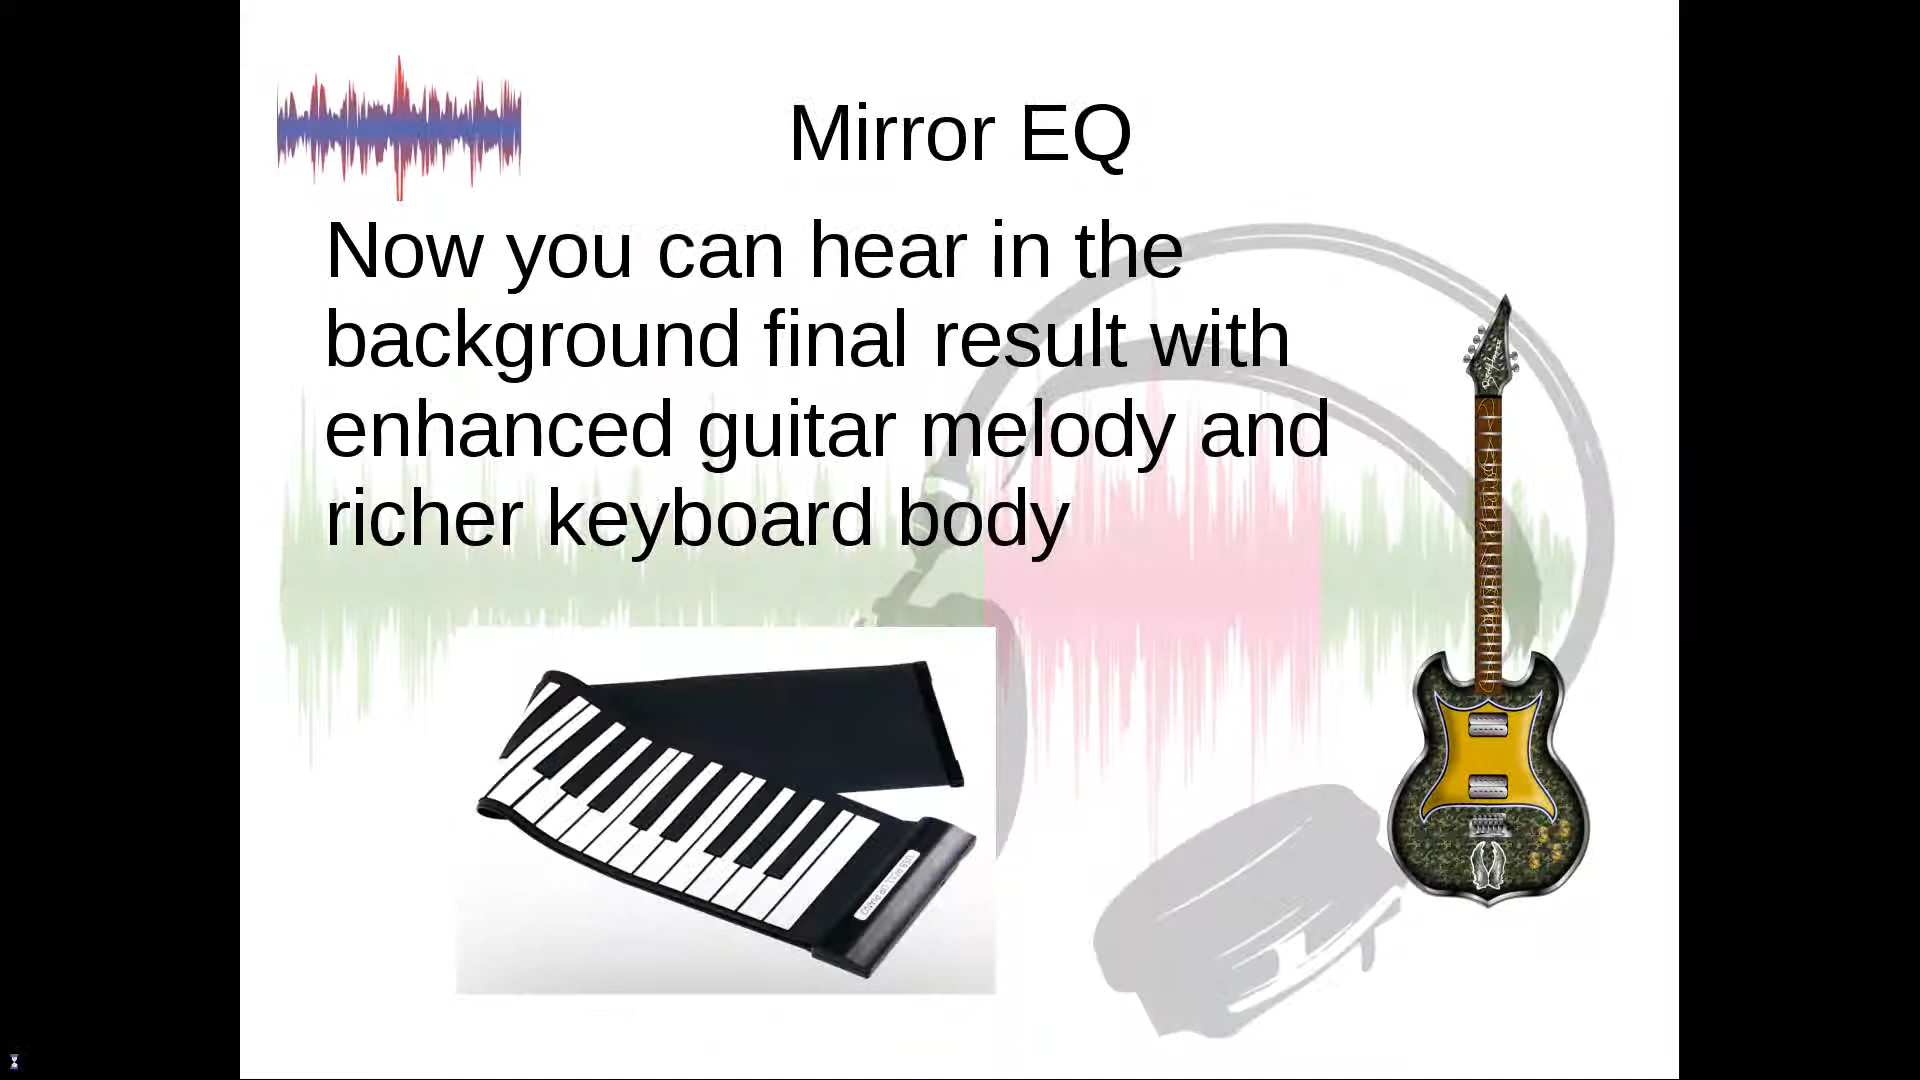 Mirror EQ
Now you can hear in the
background final result with
enhanced guitar melody and
richer keyboard body